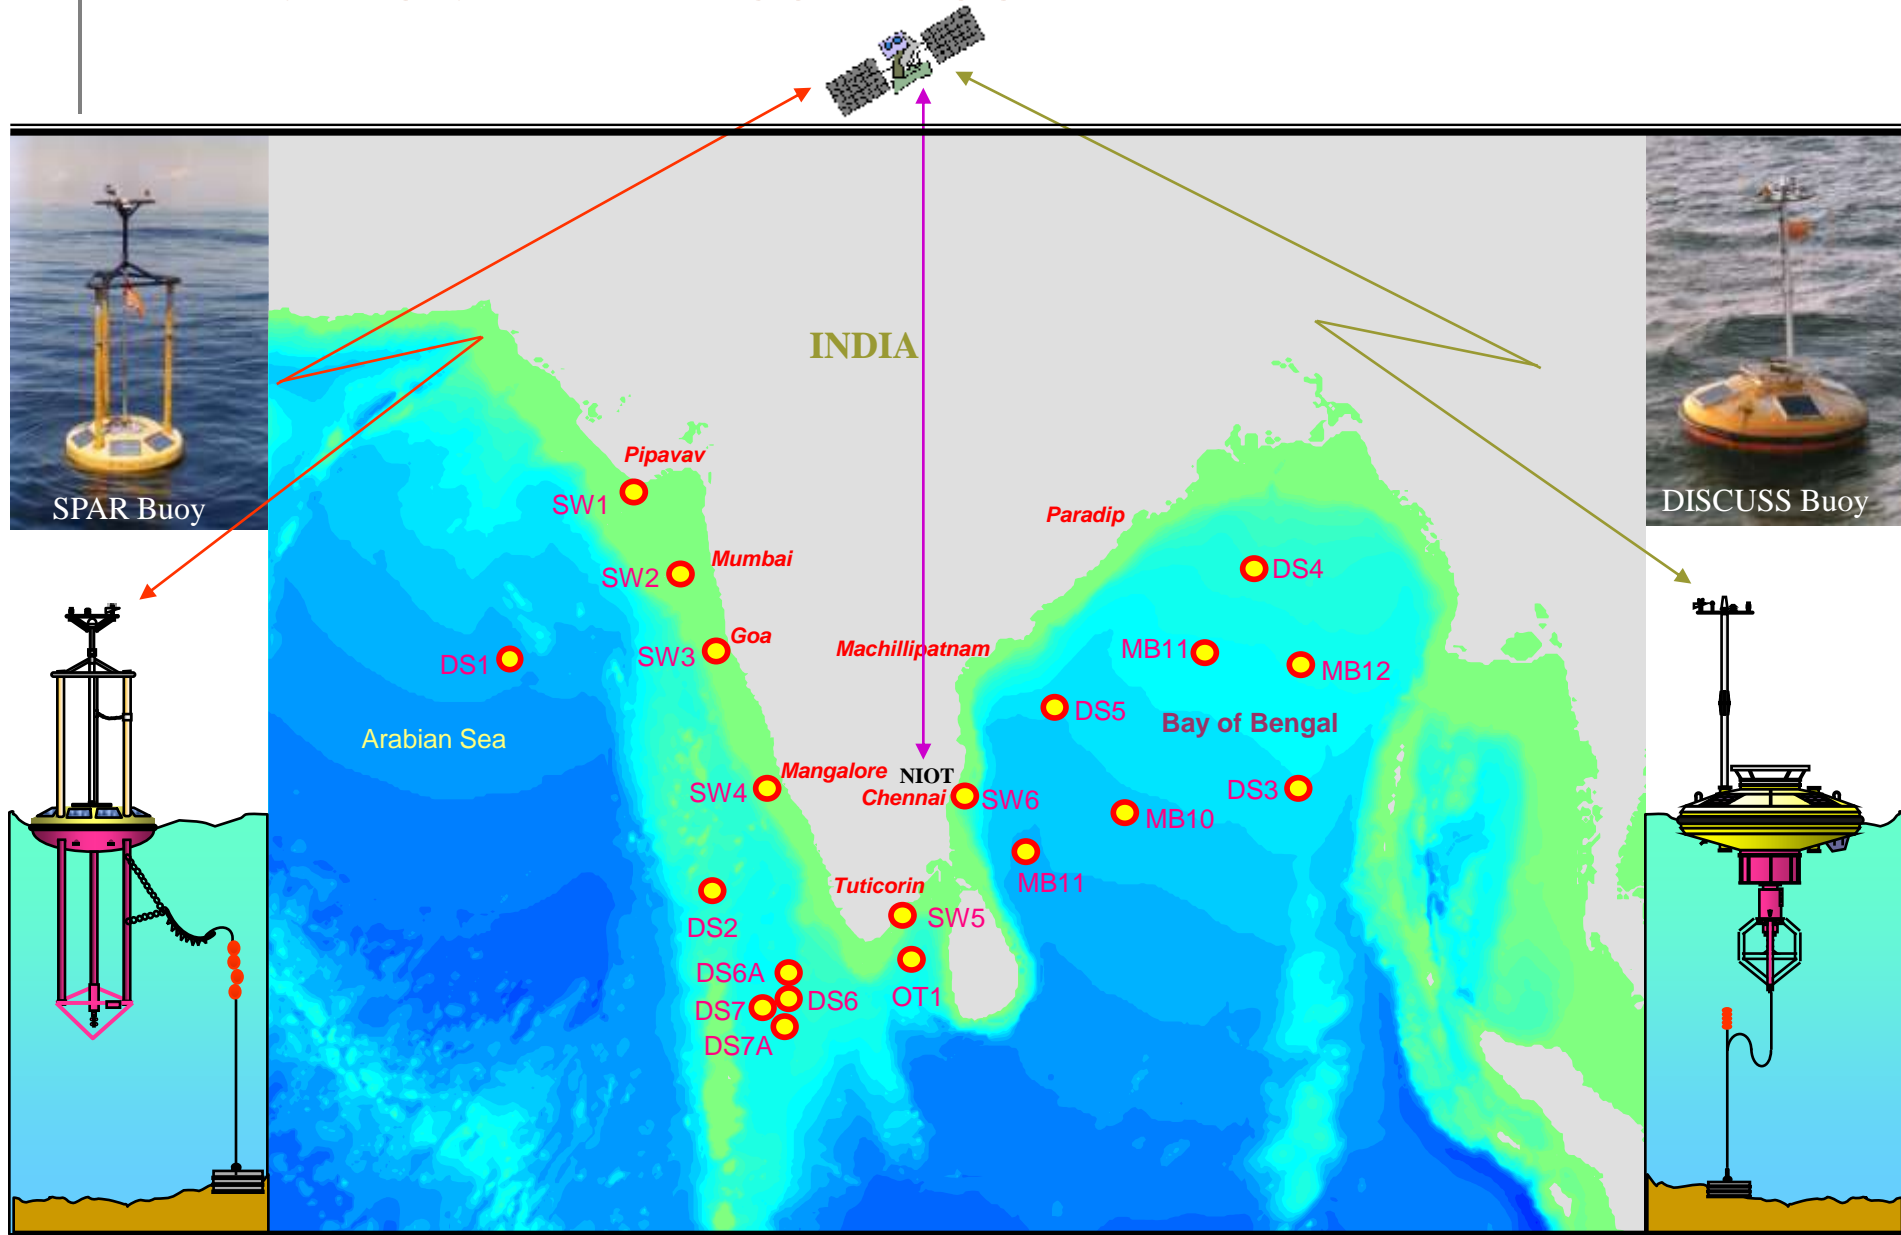 INDIA
Pipavav
SW1
SPAR Buoy
DISCUSS Buoy
Paradip
Mumbai
SW2
DS4
Goa
SW3
DS1
Machillipatnam
MB11
MB12
DS5
Bay of Bengal
Arabian Sea
Mangalore
NIOT
SW4
Chennai
SW6
DS3
MB10
MB11
Tuticorin
SW5
DS2
DS6A
DS6
OT1
DS7
DS7A